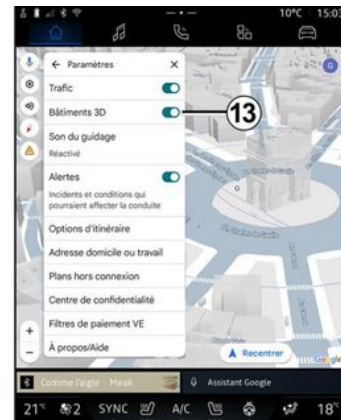 10°C 15:03
← Paramètres ×
G
Trafic
Bâtiments 3D
13
Son du guidage
Réactivé
Alertes
Incidents et conditions qui
pourraient affecter la conduite
Options d'itinéraire
Adresse domicile ou travail
Plans hors connexion
Centre de confidentialité
Filtres de paiement VE
À propos/Aide
+
−
Recentrer
Google
Comme l'aigle - Meak
Assistant Google
21° 2 SYNC A/C 18°